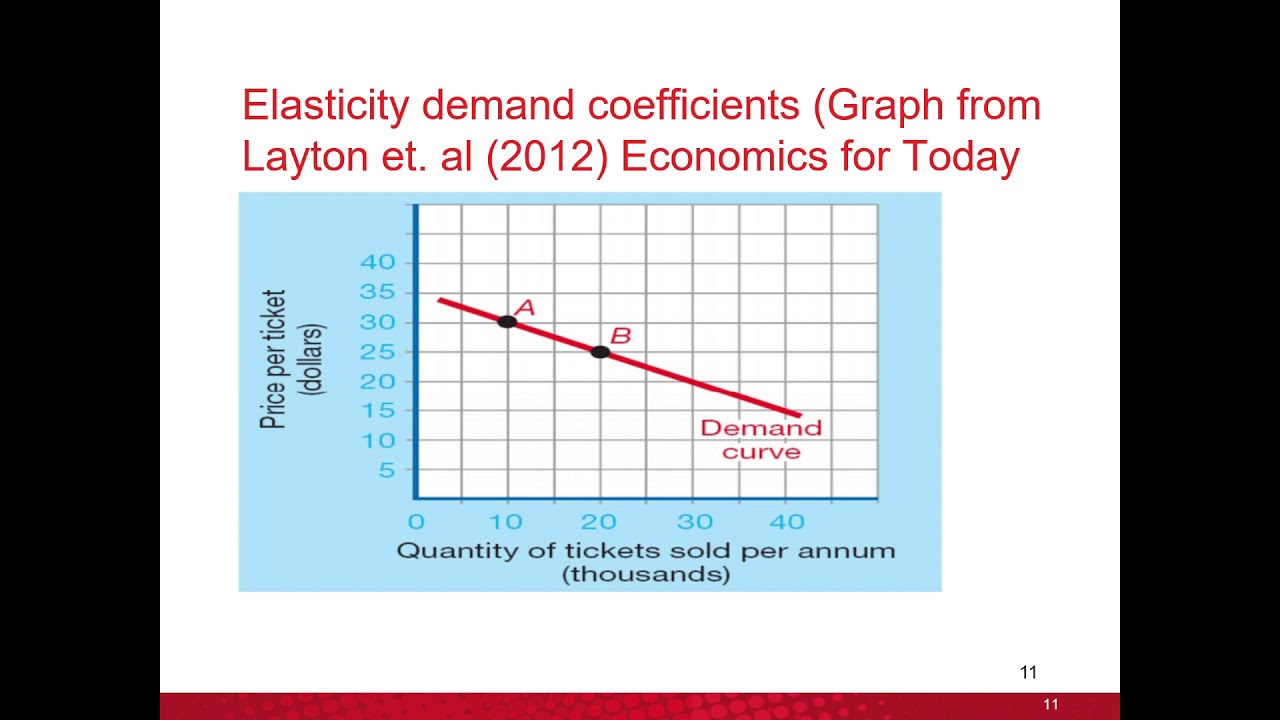 Elasticity demand coefficients (Graph from
Layton et. al (2012) Economics for Today
Price per ticket
(dollars)
40
35
30
25
20
15
10
5
A
B
Demand
curve
0 10 20 30 40
Quantity of tickets sold per annum
(thousands)
11
11